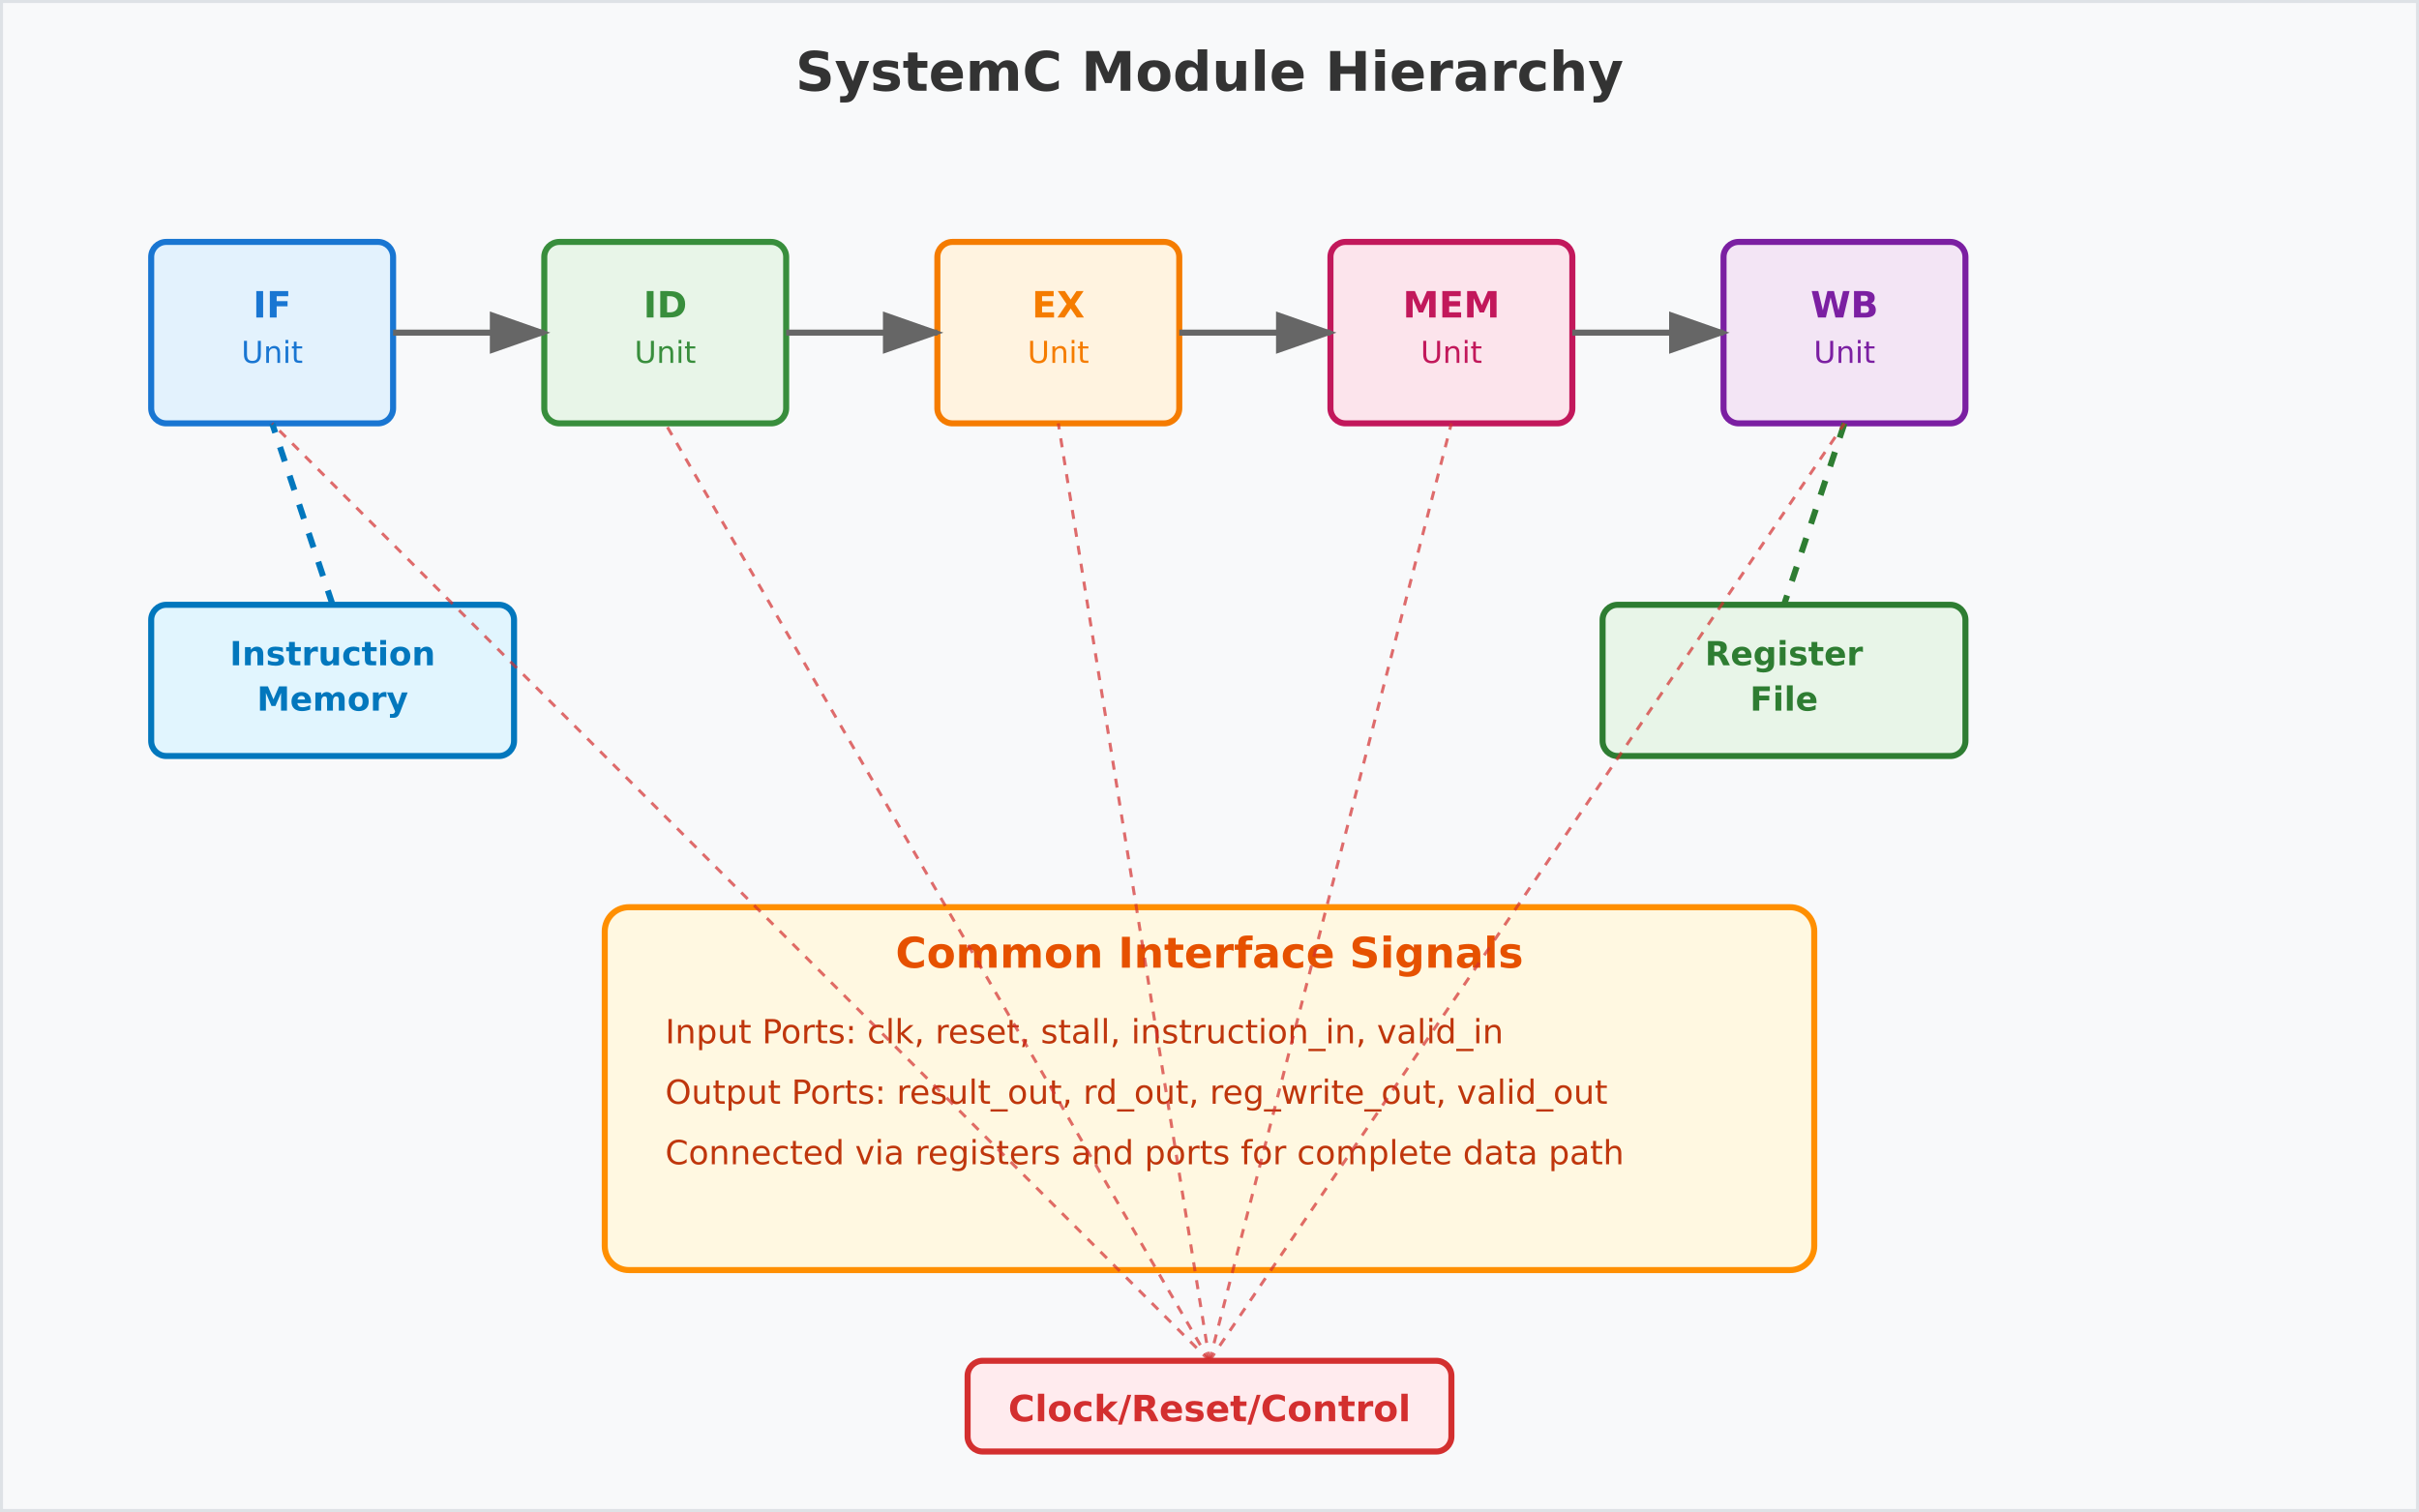 SystemC Module Hierarchy
IF
Unit
ID
Unit
EX
Unit
MEM
Unit
WB
Unit
Instruction
Memory
Register
File
Common Interface Signals
Input Ports: clk, reset, stall, instruction_in, valid_in
Output Ports: result_out, rd_out, reg_write_out, valid_out
Connected via registers and ports for complete data path
Clock/Reset/Control